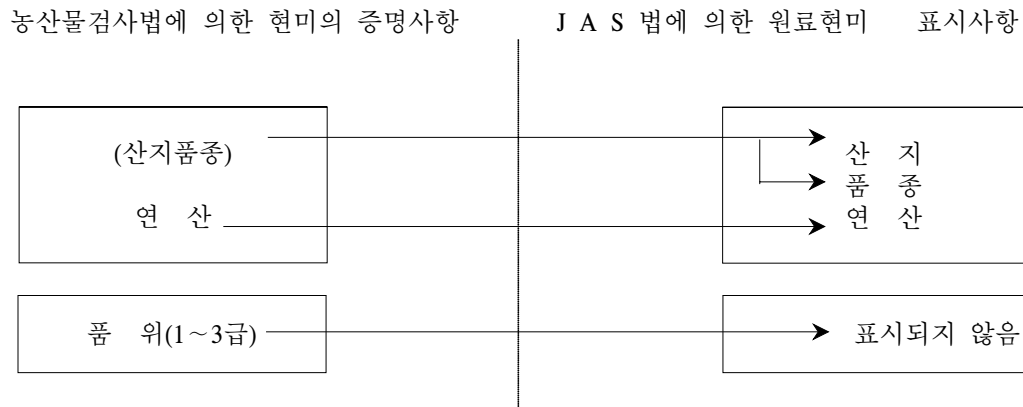 농산물검사법에 의한 현미의 증명사항
J A S 법에 의한 원료현미 표시사항
(산지품종)
연 산
산 지
품 종
연 산
품 위(1～3급)
표시되지 않음